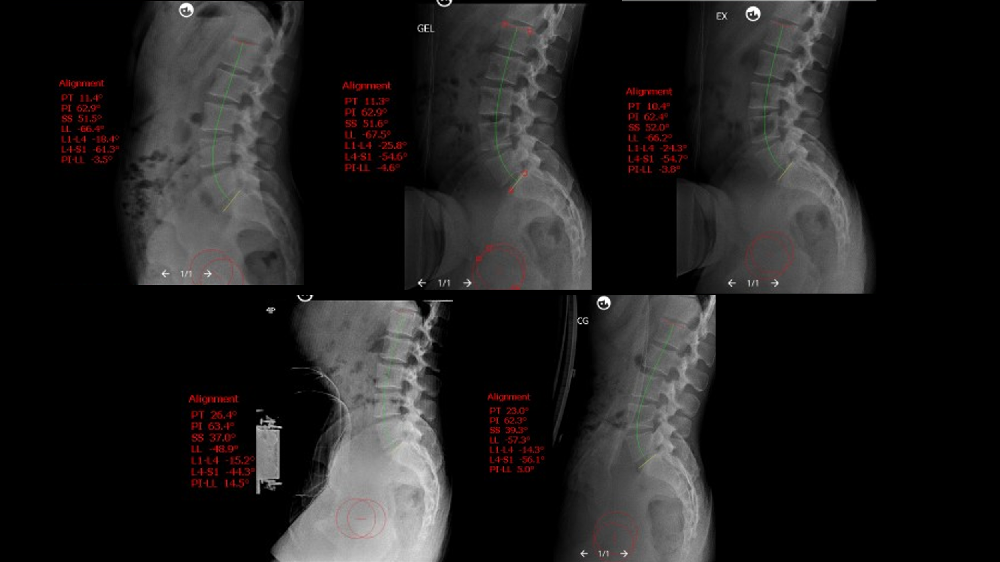 Alignment
PT 11.4°
PI 62.9°
SS 51.5°
LL -66.4°
L1-L4 -18.4°
L4-S1 -61.3°
PI-LL -3.5°
1/1
GEL
Alignment
PT 11.3°
PI 62.9°
SS 51.6°
LL -67.5°
L1-L4 -25.8°
L4-S1 -54.6°
PI-LL -4.6°
1/1
EX
Alignment
PT 10.4°
PI 62.4°
SS 52.0°
LL -66.2°
L1-L4 -24.3°
L4-S1 -54.7°
PI-LL -3.8°
1/1
4P
Alignment
PT 26.4°
PI 63.4°
SS 37.0°
LL -48.9°
L1-L4 -15.2°
L4-S1 -44.3°
PI-LL 14.5°
CG
Alignment
PT 23.0°
PI 62.3°
SS 39.3°
LL -57.3°
L1-L4 -14.3°
L4-S1 -56.1°
PI-LL 5.0°
1/1